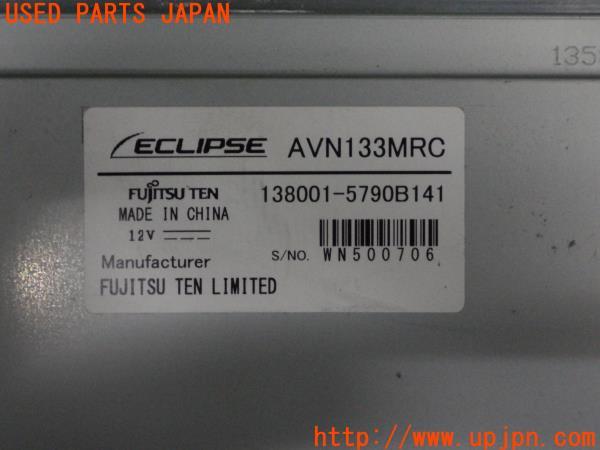 USED PARTS JAPAN
135
ECLIPSE AVN133MRC
FUJITSU TEN 138001-5790B141
MADE IN CHINA
12V
S/NO. WN500706
Manufacturer
FUJITSU TEN LIMITED
http://www.upjpn.com/